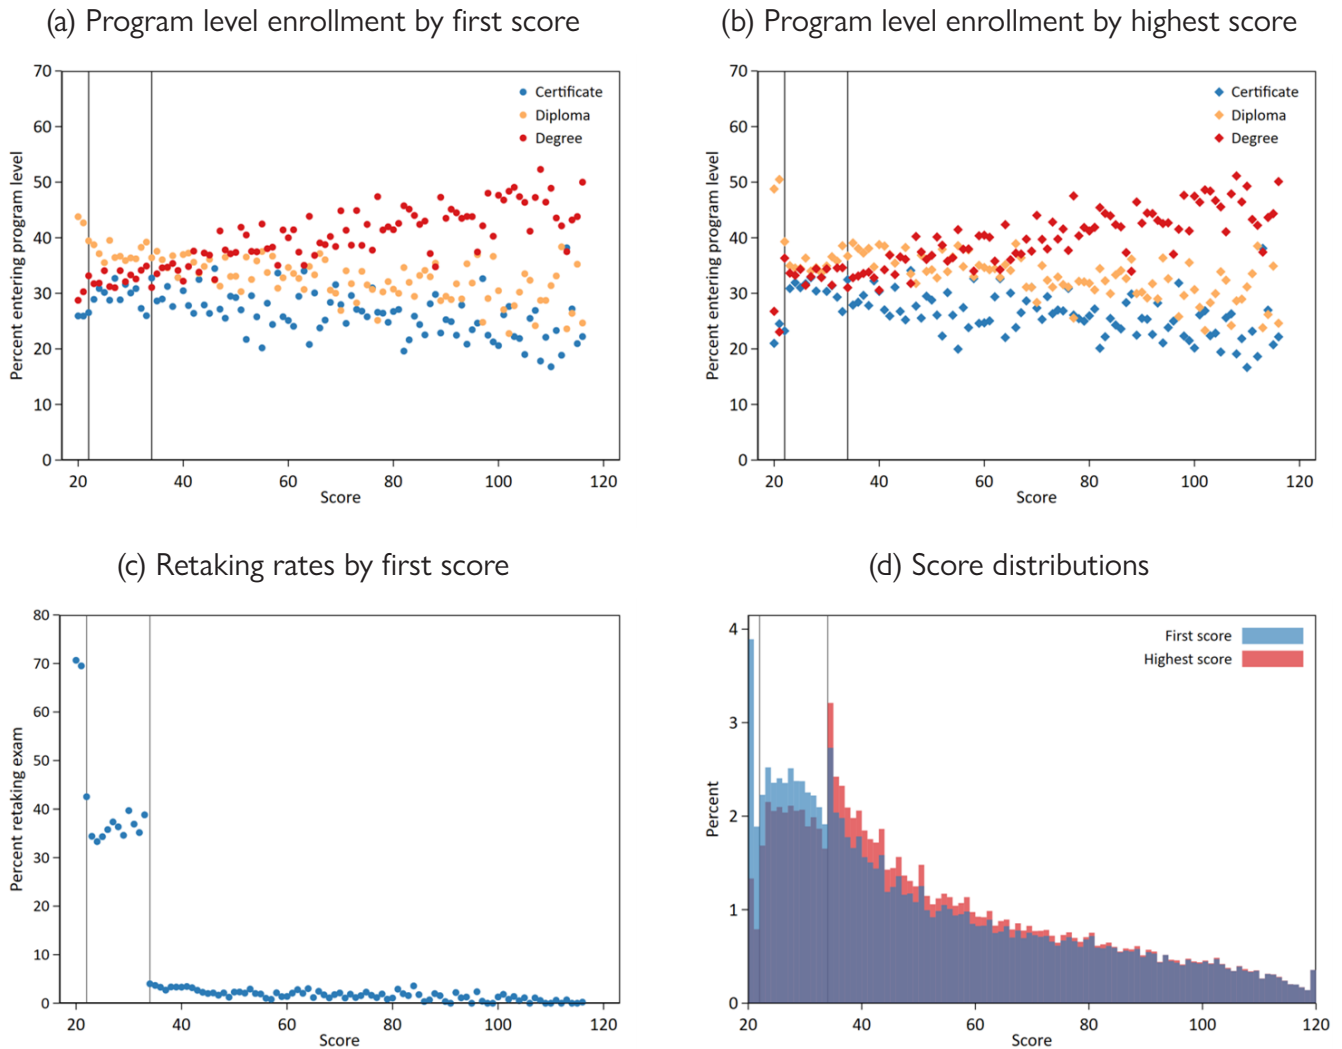 (a) Program level enrollment by first score
70
60
50
40
30
20
10
0
Percent entering program level
20 40 60 80 100 120
Score
Certificate
Diploma
Degree
(b) Program level enrollment by highest score
70
60
50
40
30
20
10
0
Percent entering program level
20 40 60 80 100 120
Score
Certificate
Diploma
Degree
(c) Retaking rates by first score
80
70
60
50
40
30
20
10
0
Percent retaking exam
20 40 60 80 100 120
Score
(d) Score distributions
4
3
2
1
0
Percent
20 40 60 80 100 120
Score
First score
Highest score